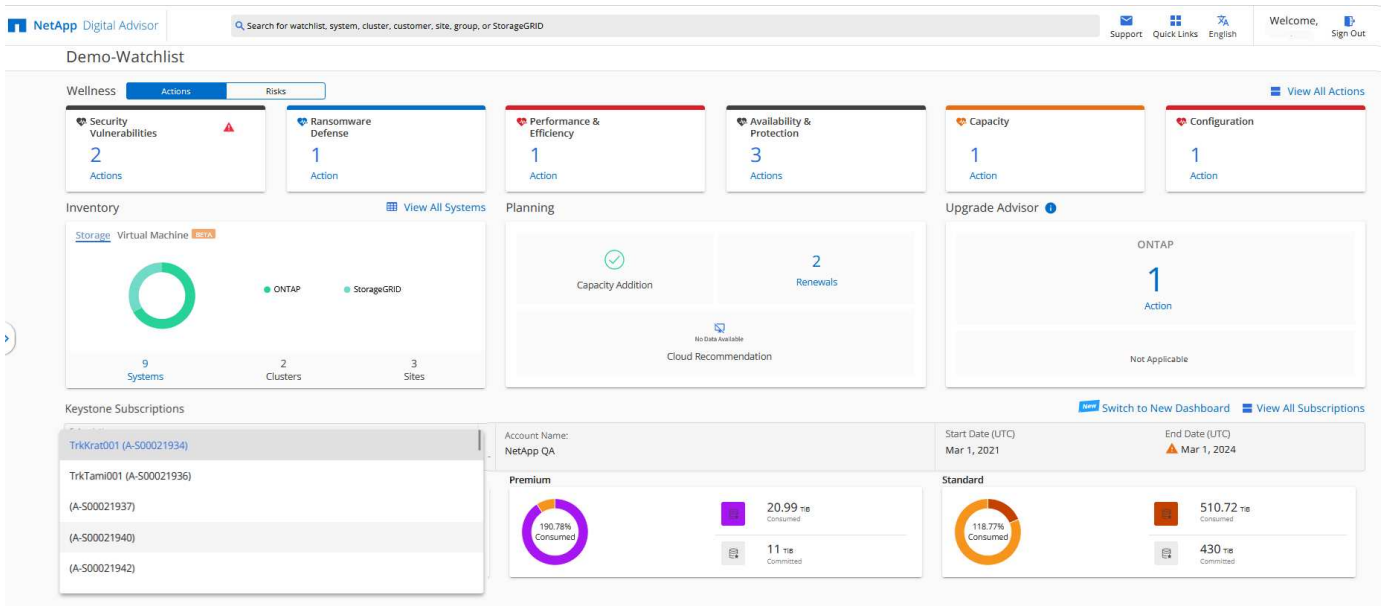 NetApp Digital Advisor
Search for watchlist, system, cluster, customer, site, group, or StorageGRID
Support
Quick Links
English
Welcome,
Sign Out
Demo-Watchlist
Wellness
Actions
Risks
View All Actions
Security
Vulnerabilities
2
Actions
Ransomware
Defense
1
Action
Performance &
Efficiency
1
Action
Availability &
Protection
3
Actions
Capacity
1
Action
Configuration
1
Action
Inventory
View All Systems
Planning
Upgrade Advisor
Storage
Virtual Machine BETA
ONTAP
StorageGRID
9
Systems
2
Clusters
3
Sites
Capacity Addition
2
Renewals
No Data Available
Cloud Recommendation
ONTAP
1
Action
Not Applicable
Keystone Subscriptions
New Switch to New Dashboard
View All Subscriptions
TrkKrat001 (A-S00021934)
TrkTami001 (A-S00021936)
(A-S00021937)
(A-S00021940)
(A-S00021942)
Account Name:
NetApp QA
Start Date (UTC)
Mar 1, 2021
End Date (UTC)
Mar 1, 2024
Premium
190.78%
Consumed
20.99 TiB
Consumed
11 TiB
Committed
Standard
118.77%
Consumed
510.72 TiB
Consumed
430 TiB
Committed